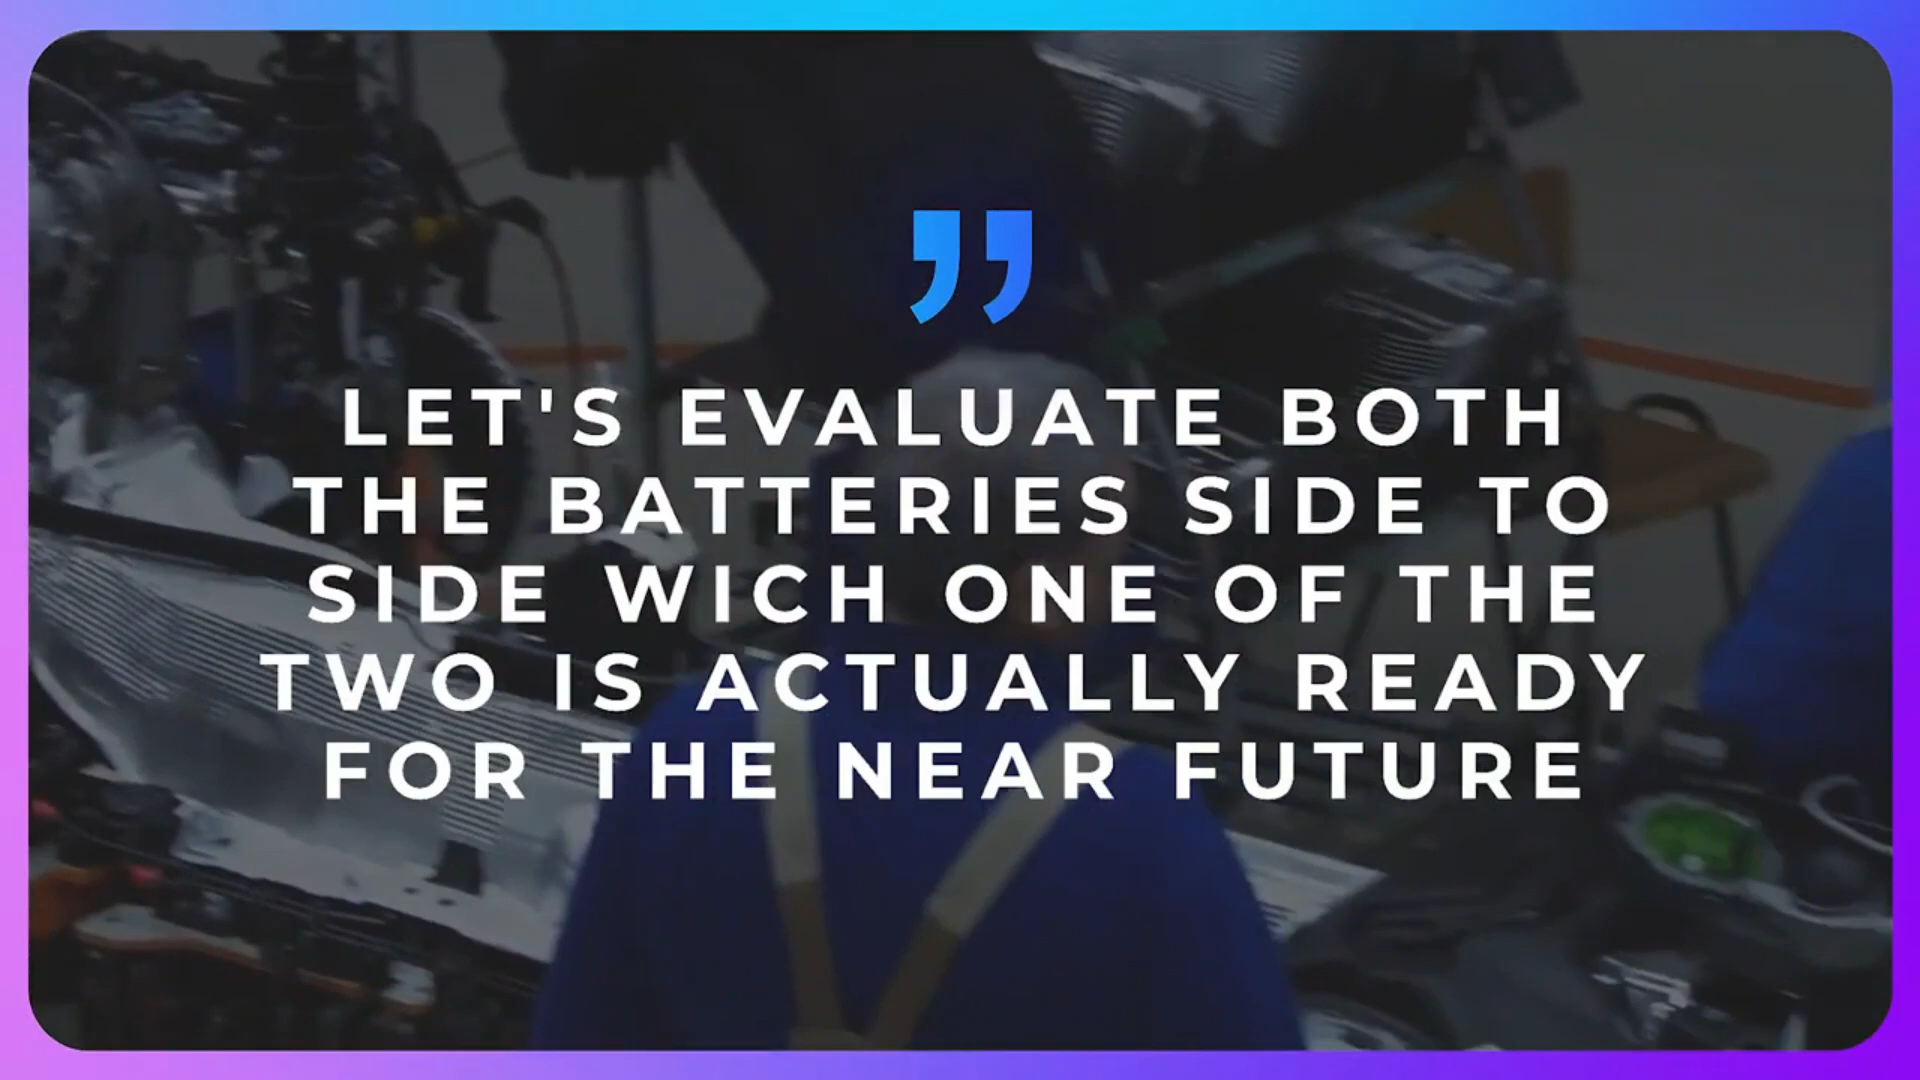 ”
LET'S EVALUATE BOTH
THE BATTERIES SIDE TO
SIDE WICH ONE OF THE
TWO IS ACTUALLY READY
FOR THE NEAR FUTURE